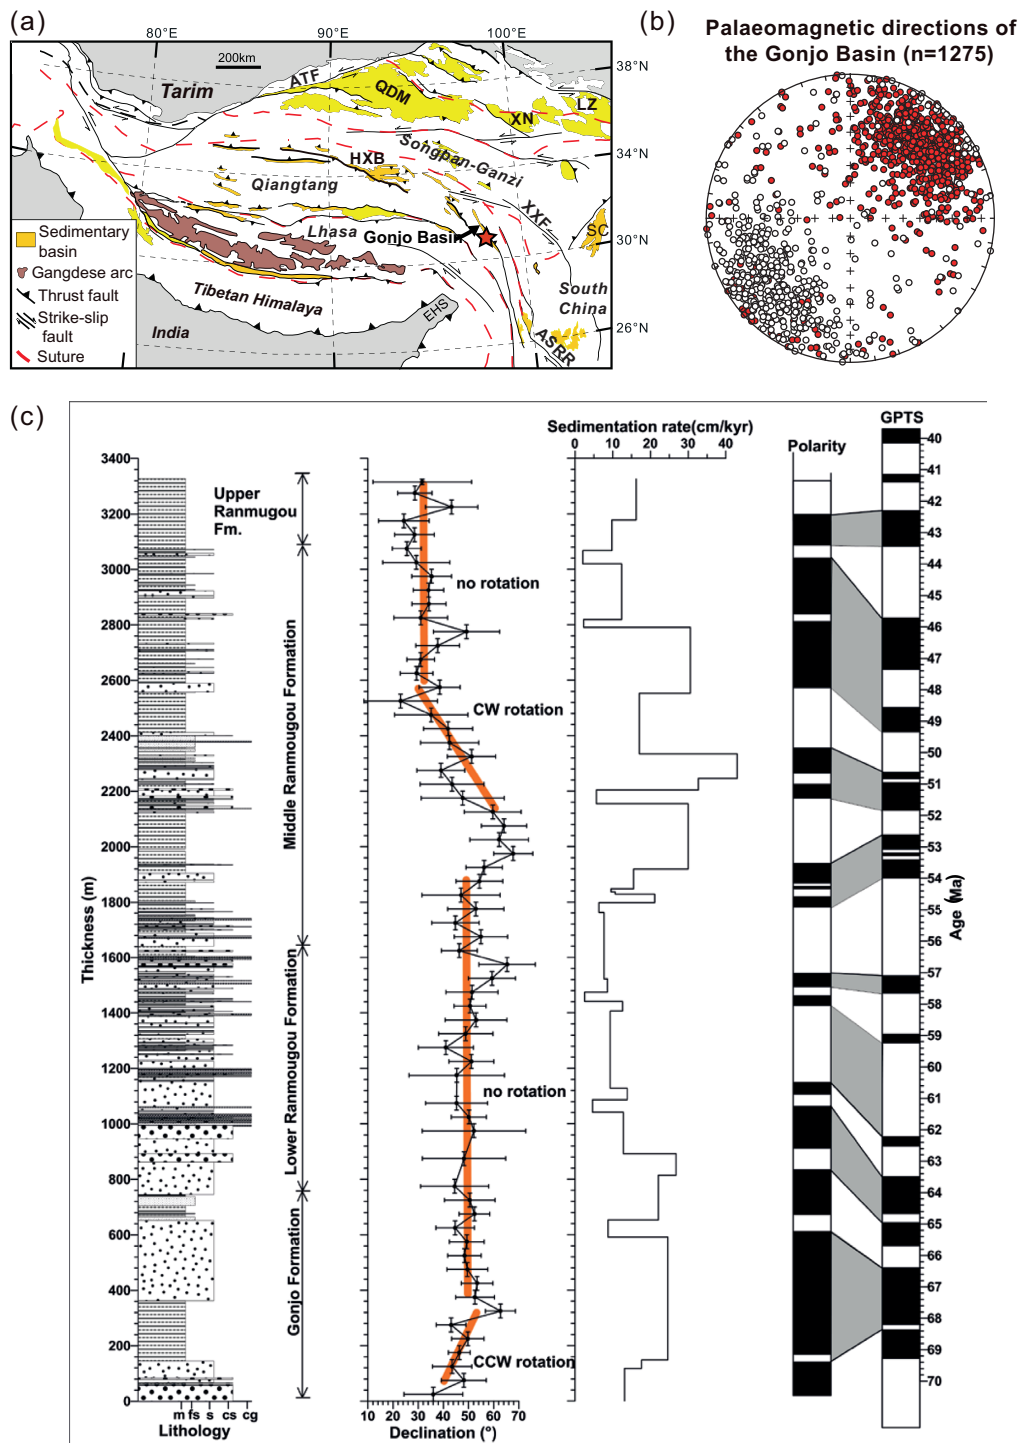 (a)
80°E
90°E
100°E
200km
38°N
34°N
30°N
26°N
Tarim
ATF
QDM
LZ
XN
HXB
Songpan-Ganzi
Qiangtang
XXF
SC
Lhasa
Gonjo Basin
South
China
Tibetan Himalaya
EHS
India
ASRR
Sedimentary
basin
Gangdese arc
Thrust fault
Strike-slip
fault
Suture
(b)
Palaeomagnetic directions of
the Gonjo Basin (n=1275)
(c)
Sedimentation rate(cm/kyr)
0 10 20 30 40
Polarity
GPTS
Thickness (m)
3400
3200
3000
2800
2600
2400
2200
2000
1800
1600
1400
1200
1000
800
600
400
200
0
m fs s cs cg
Lithology
Upper
Ranmugou
Fm.
Middle Ranmougou Formation
Lower Ranmougou Formation
Gonjo Formation
no rotation
CW rotation
no rotation
CCW rotation
10 20 30 40 50 60 70
Declination (°)
40
41
42
43
44
45
46
47
48
49
50
51
52
53
54
55
56
57
58
59
60
61
62
63
64
65
66
67
68
69
70
Age (Ma)